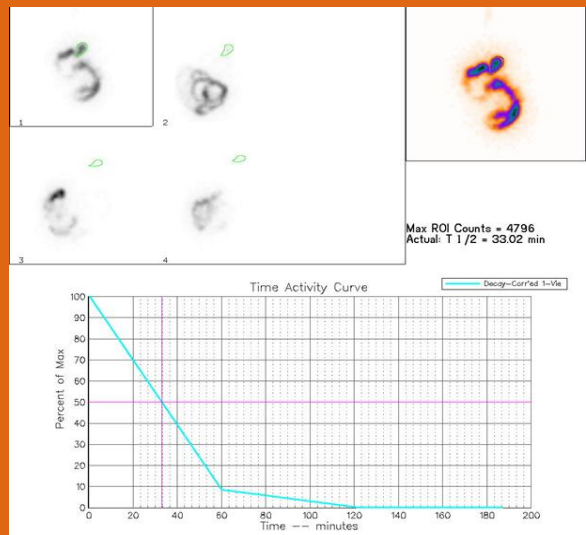 1
2
3
4
Max ROI Counts = 4796
Actual: T 1/2 = 33.02 min
Time Activity Curve
Decay-Corr'ed 1-Vie
Percent of Max
100
90
80
70
60
50
40
30
20
10
0
0 20 40 60 80 100 120 140 160 180 200
Time -- minutes